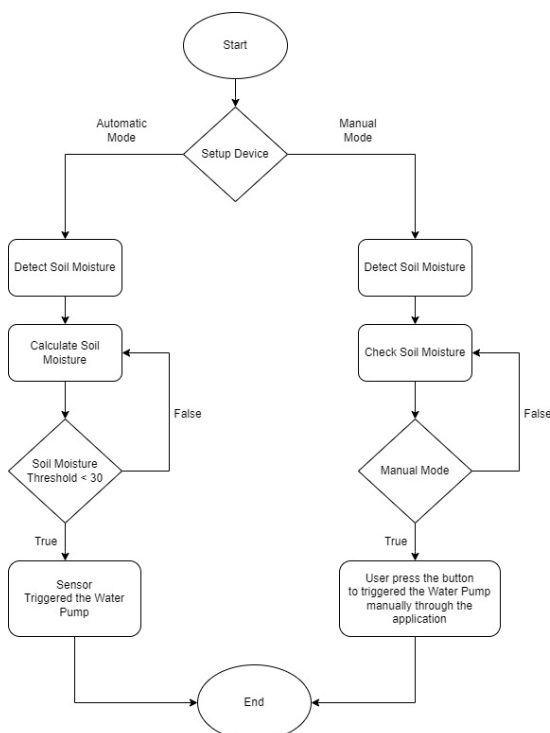 Start
Automatic
Mode
Manual
Mode
Setup Device
Detect Soil Moisture
Detect Soil Moisture
Calculate Soil
Moisture
Check Soil Moisture
False
False
Soil Moisture
Threshold < 30
Manual Mode
True
True
Sensor
Triggered the Water
Pump
User press the button
to triggered the Water Pump
manually through the
application
End